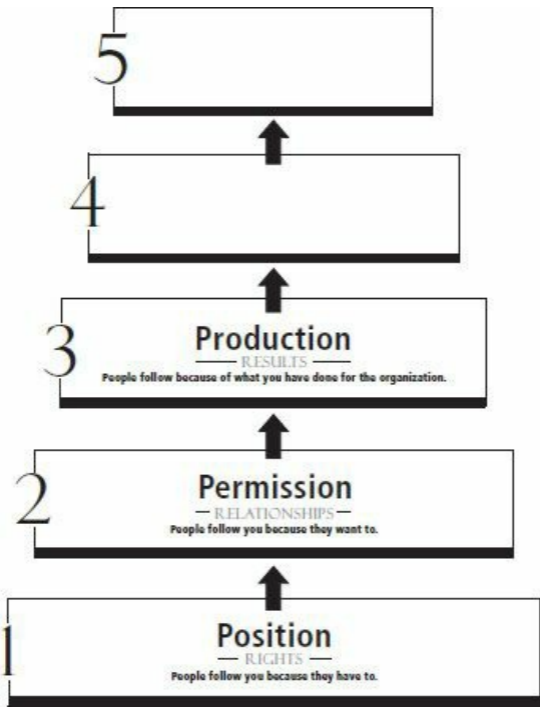 5
4
3
Production
RESULTS
People follow because of what you have done for the organization.
2
Permission
RELATIONSHIPS
People follow you because they want to.
1
Position
RIGHTS
People follow you because they have to.